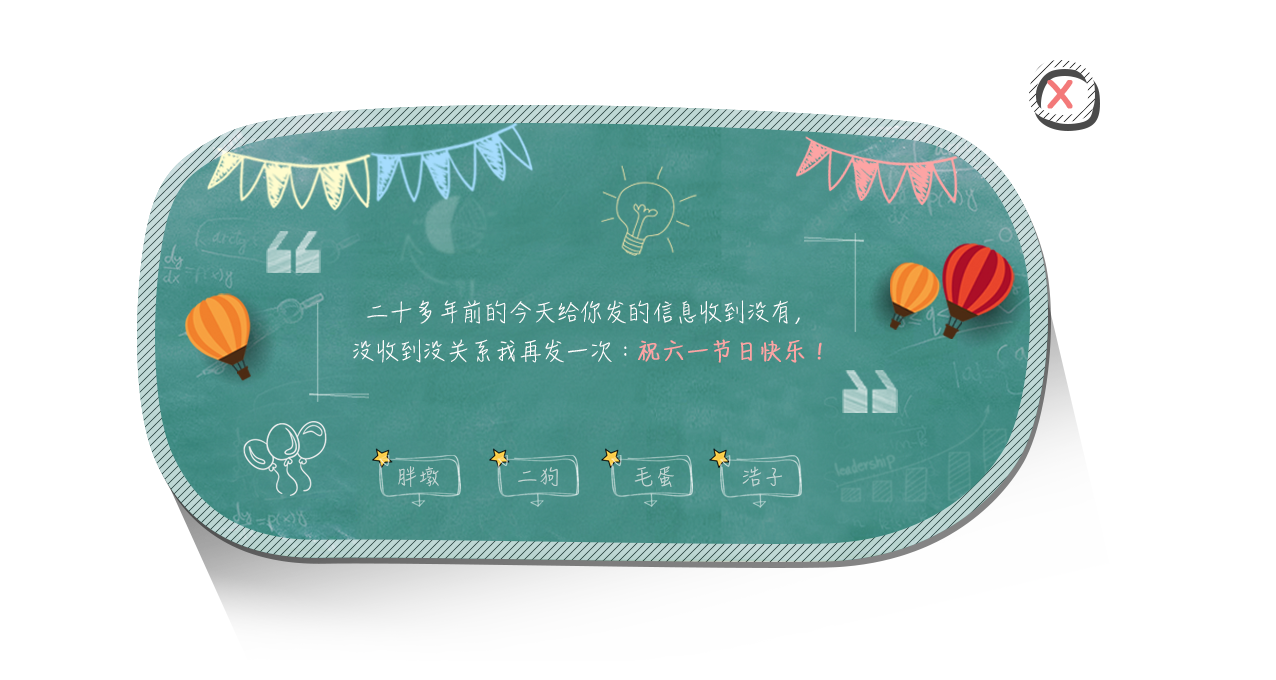 二十多年前的今天给你发的信息收到没有,
没收到没关系我再发一次：祝六一节日快乐！
胖墩
二狗
毛蛋
浩子
leadership